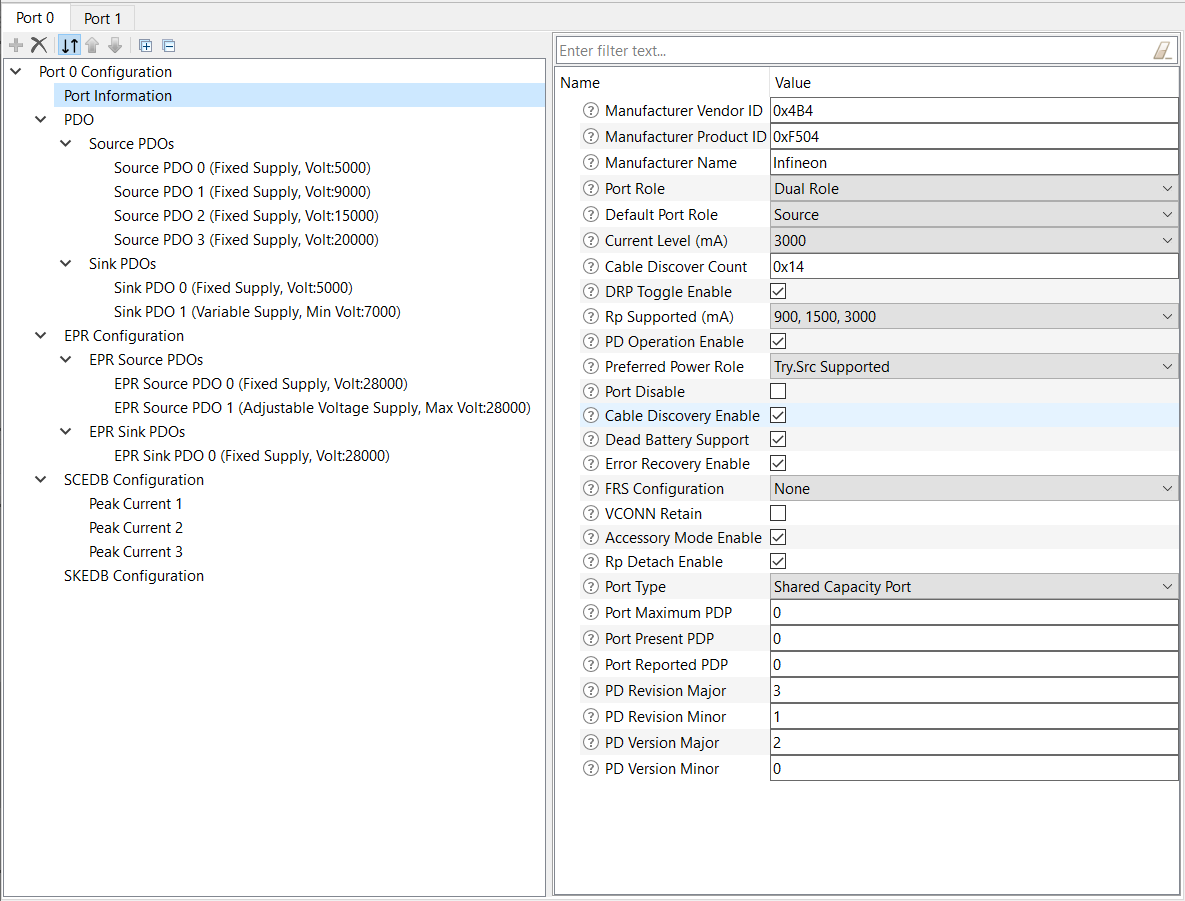 Port 0 Port 1
Port 0 Configuration
Port Information
PDO
Source PDOs
Source PDO 0 (Fixed Supply, Volt:5000)
Source PDO 1 (Fixed Supply, Volt:9000)
Source PDO 2 (Fixed Supply, Volt:15000)
Source PDO 3 (Fixed Supply, Volt:20000)
Sink PDOs
Sink PDO 0 (Fixed Supply, Volt:5000)
Sink PDO 1 (Variable Supply, Min Volt:7000)
EPR Configuration
EPR Source PDOs
EPR Source PDO 0 (Fixed Supply, Volt:28000)
EPR Source PDO 1 (Adjustable Voltage Supply, Max Volt:28000)
EPR Sink PDOs
EPR Sink PDO 0 (Fixed Supply, Volt:28000)
SCEDB Configuration
Peak Current 1
Peak Current 2
Peak Current 3
SKEDB Configuration
Enter filter text...
Name Value
Manufacturer Vendor ID 0x4B4
Manufacturer Product ID 0xF504
Manufacturer Name Infineon
Port Role Dual Role
Default Port Role Source
Current Level (mA) 3000
Cable Discover Count 0x14
DRP Toggle Enable
Rp Supported (mA) 900, 1500, 3000
PD Operation Enable
Preferred Power Role Try.Src Supported
Port Disable
Cable Discovery Enable
Dead Battery Support
Error Recovery Enable
FRS Configuration None
VCONN Retain
Accessory Mode Enable
Rp Detach Enable
Port Type Shared Capacity Port
Port Maximum PDP 0
Port Present PDP 0
Port Reported PDP 0
PD Revision Major 3
PD Revision Minor 1
PD Version Major 2
PD Version Minor 0